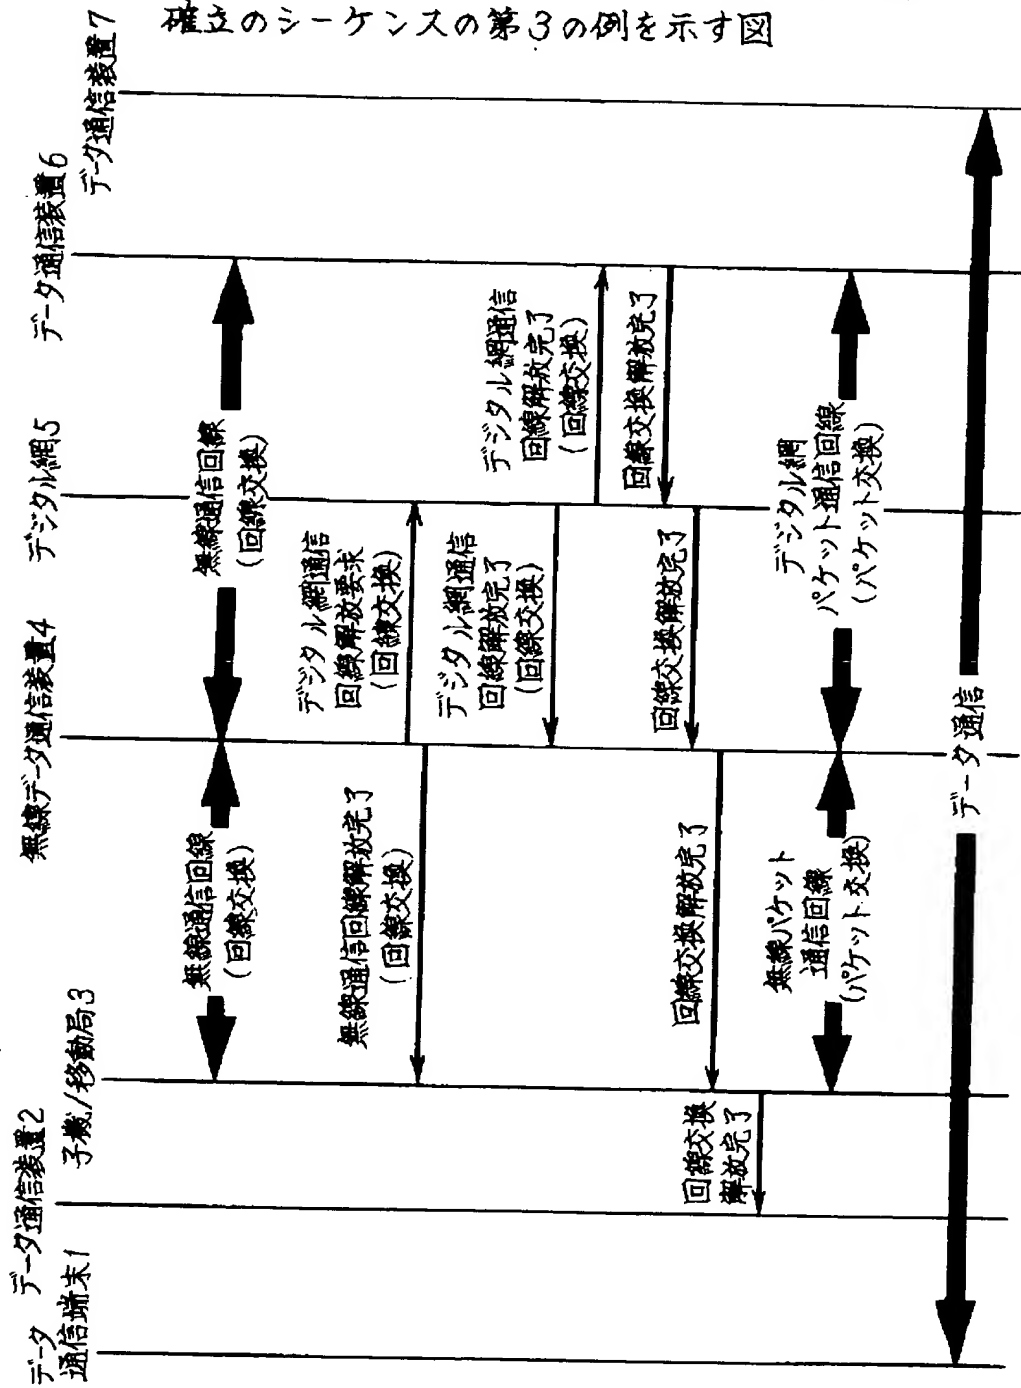 確立のシーケンスの第3の例を示す図
データ
通信端末1
データ通信装置2
子機/移動局3
無線データ通信装置4
デジタル網5
データ通信装置6
データ通信装置7
無線通信回線
(回線交換)
無線通信回線
(回線交換)
デジタル網通信
回線解放要求
(回線交換)
無線通信回線解放完了
(回線交換)
デジタル網通信
回線解放完了
(回線交換)
デジタル網通信
回線解放完了
(回線交換)
回線交換解放完了
回線交換解放完了
回線交換解放完了
回線交換
解放完了
無線パケット
通信回線
(パケット交換)
デジタル網
パケット通信回線
(パケット交換)
データ通信